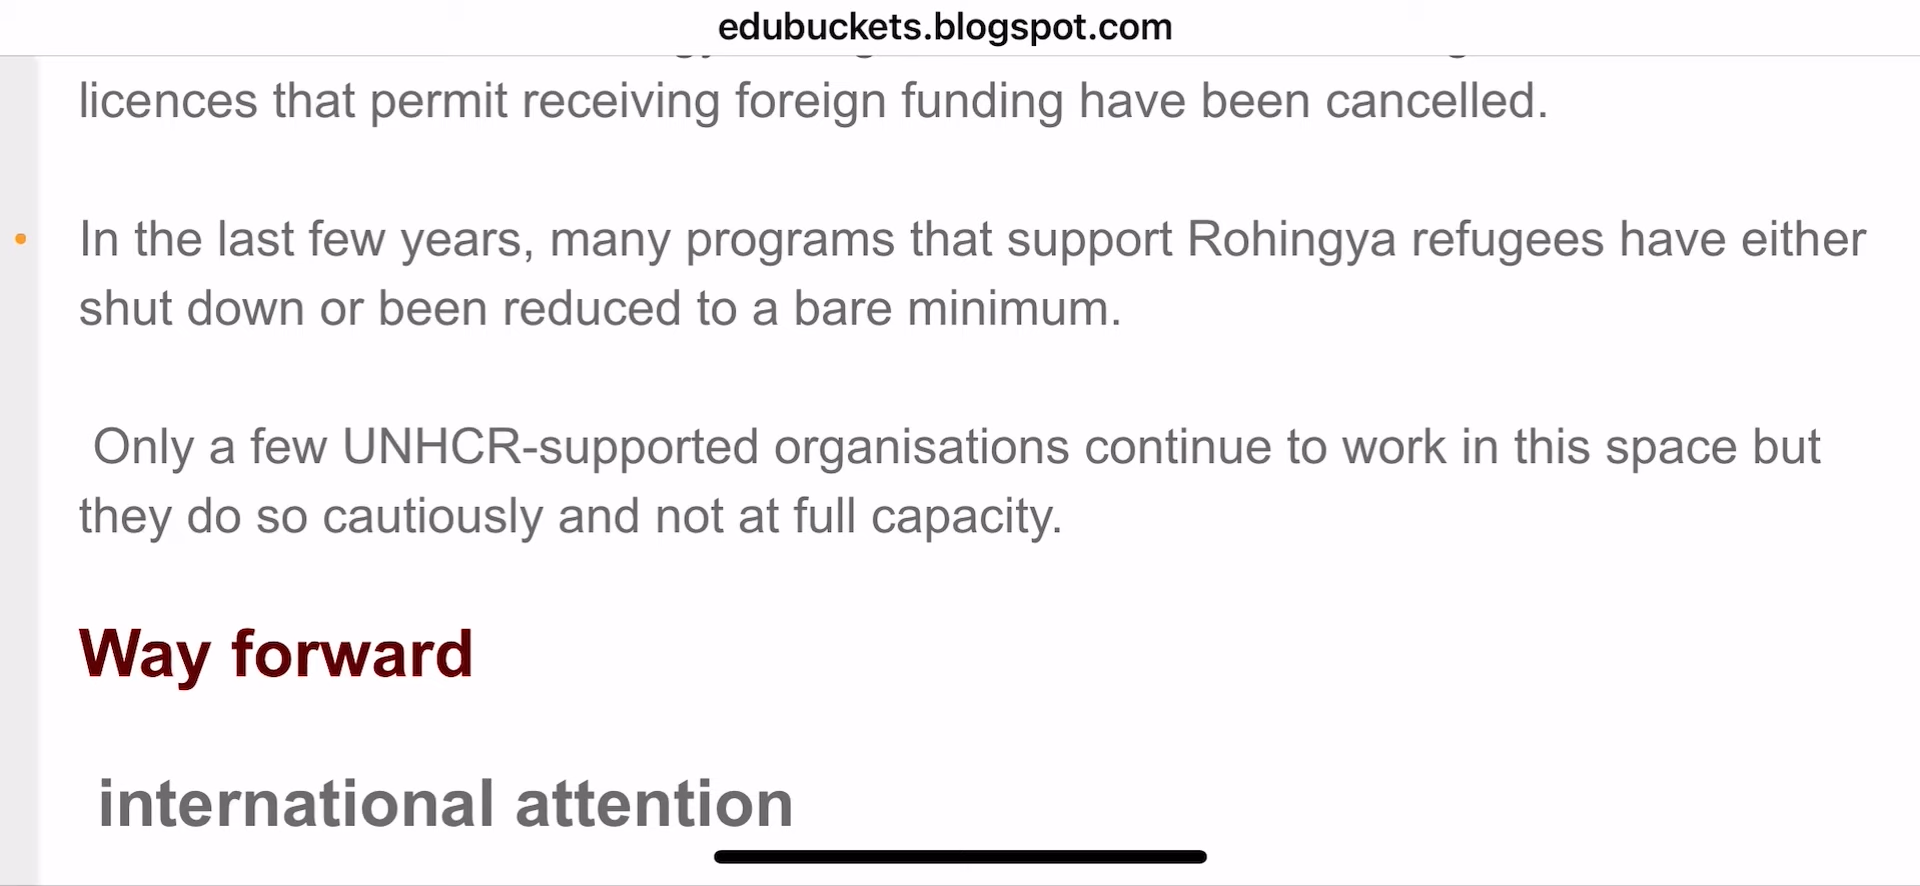 edubuckets.blogspot.com
licences that permit receiving foreign funding have been cancelled.
In the last few years, many programs that support Rohingya refugees have either
shut down or been reduced to a bare minimum.
Only a few UNHCR-supported organisations continue to work in this space but
they do so cautiously and not at full capacity.
Way forward
international attention